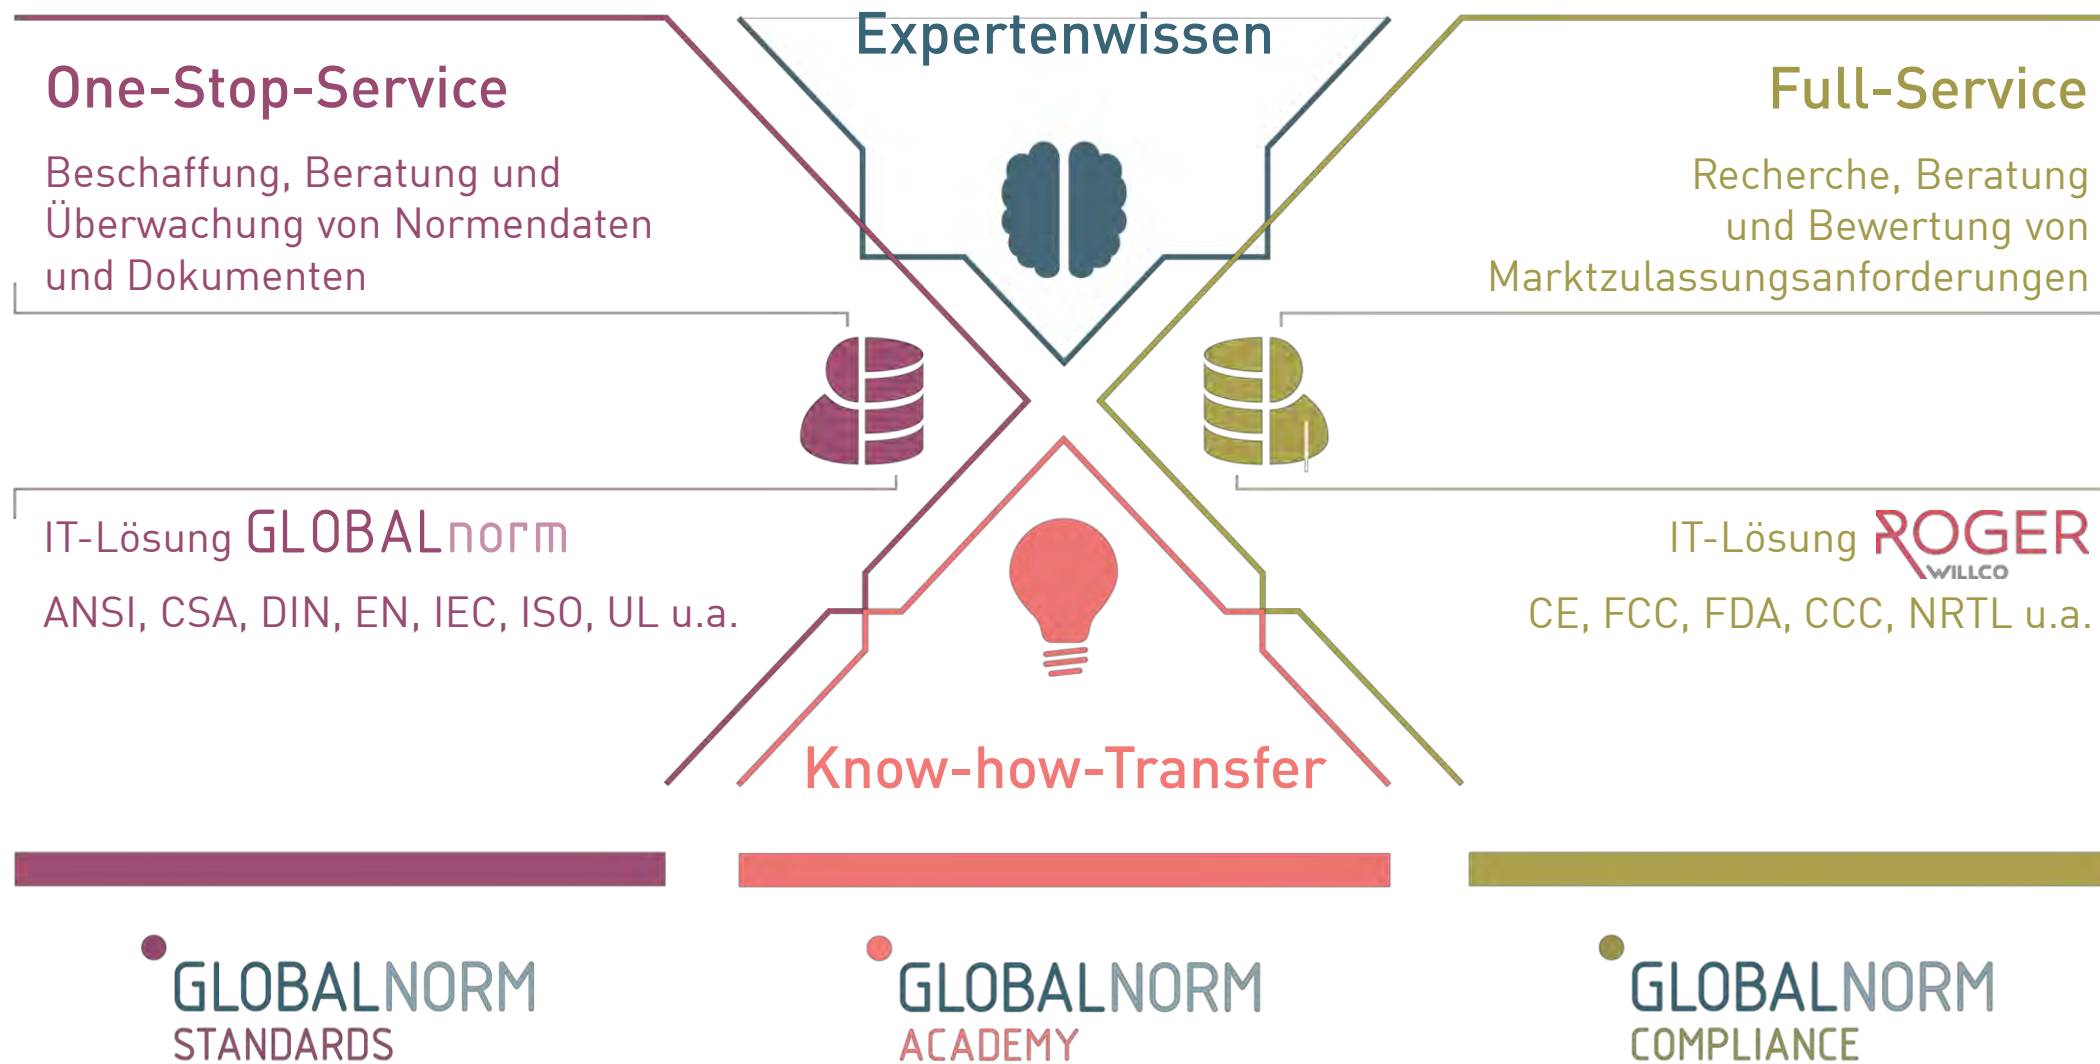 Expertenwissen
One-Stop-Service
Beschaffung, Beratung und
Überwachung von Normendaten
und Dokumenten
IT-Lösung GLOBALnorm
ANSI, CSA, DIN, EN, IEC, ISO, UL u.a.
Full-Service
Recherche, Beratung
und Bewertung von
Marktzulassungsanforderungen
IT-Lösung ROGER
WILLCO
CE, FCC, FDA, CCC, NRTL u.a.
Know-how-Transfer
GLOBALNORM
STANDARDS
GLOBALNORM
ACADEMY
GLOBALNORM
COMPLIANCE